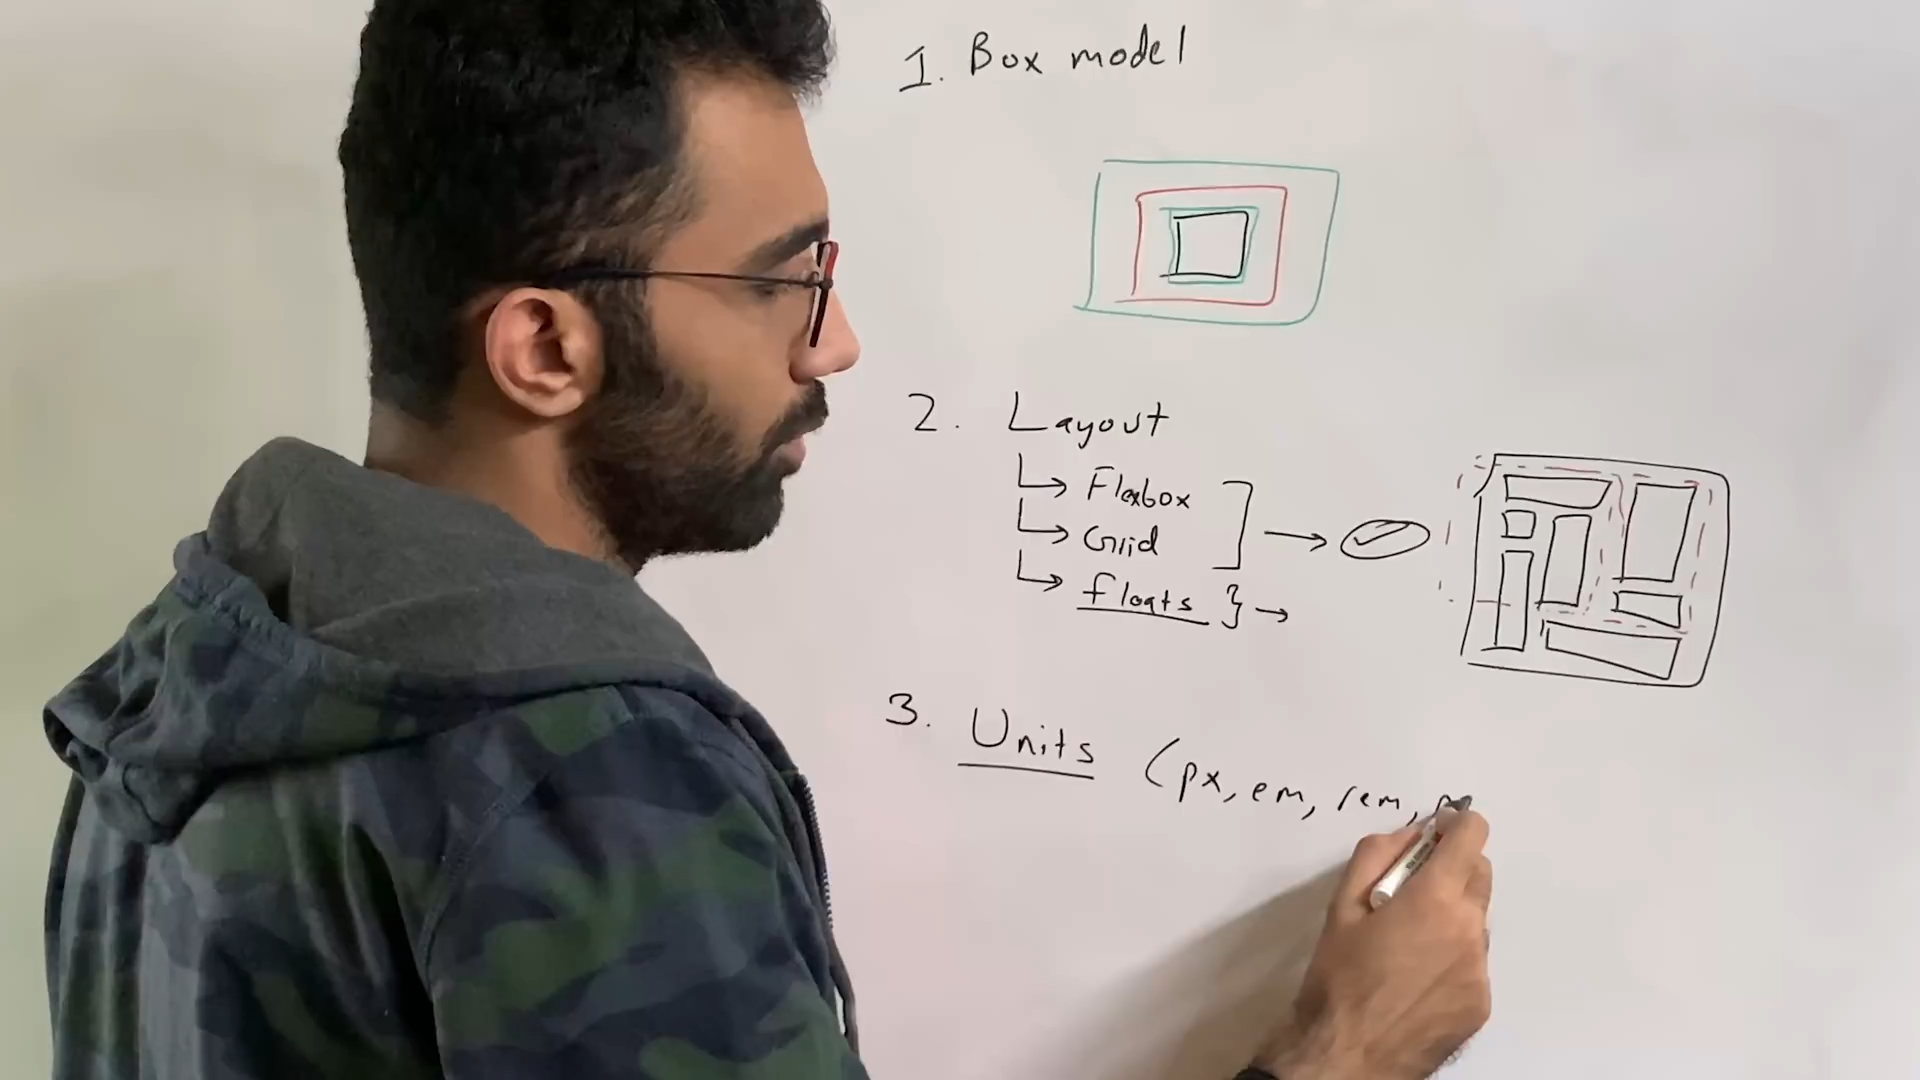 1. Box model
2. Layout
Flexbox
Grid
floats
3. Units (px, em, rem,